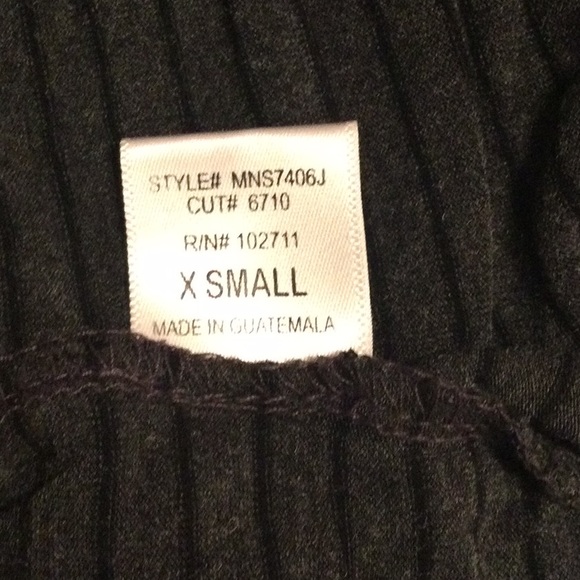 STYLE# MNS7406J
CUT# 6710
R/N# 102711
X SMALL
MADE IN GUATEMALA